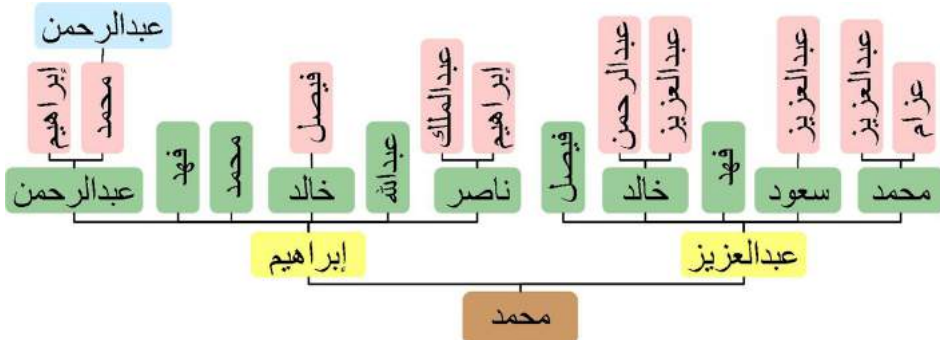 عبدالرحمن
عزام
عبدالعزيز
عبدالعزيز
عبدالعزيز
عبدالرحمن
إبراهيم
عبدالملك
فيصل
محمد
إبراهيم
محمد
سعود
فهد
خالد
فيصل
ناصر
عبدالله
خالد
محمد
فهد
عبدالرحمن
عبدالعزيز
إبراهيم
محمد